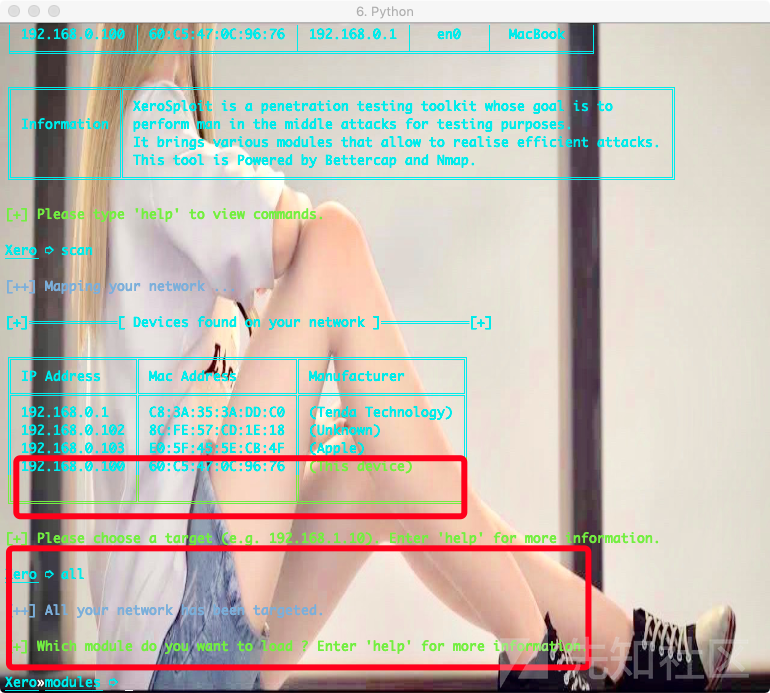 6. Python
192.168.0.100 60:C5:47:0C:96:76 192.168.0.1 en0 MacBook
XeroSploit is a penetration testing toolkit whose goal is to
Information perform man in the middle attacks for testing purposes.
It brings various modules that allow to realise efficient attacks.
This tool is Powered by Bettercap and Nmap.
[+] Please type 'help' to view commands.
Xero ➮ scan
[++] Mapping your network ...
[+]═══════════[ Devices found on your network ]═══════════[+]
IP Address Mac Address Manufacturer
192.168.0.1 C8:3A:35:3A:DD:C0 (Tenda Technology)
192.168.0.102 8C:FE:57:CD:1E:18 (Unknown)
192.168.0.103 (Apple)
192.168.0.100 60:C5:47:0C:96:76 (This device)
[+] Please choose a target (e.g. 192.168.1.10). Enter 'help' for more information.
Xero ➮ all
[++] All your network has been targeted.
[+] Which module do you want to load ? Enter 'help' for more information.
Xero»modules ➮ _
先知社区